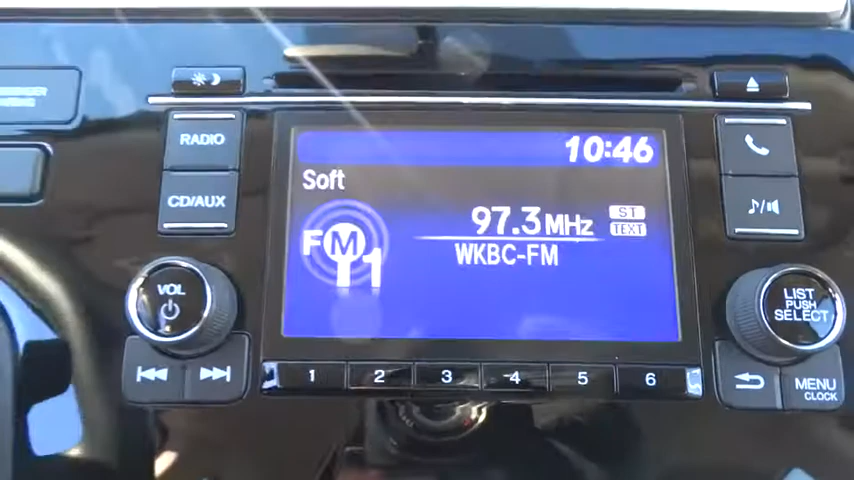 10:46
RADIO
Soft
97.3MHz
ST
TEXT
CD/AUX
WKBC-FM
FM1 1
VOL
LIST
PUSH
SELECT
1 2 3 4 5 6
MENU
CLOCK